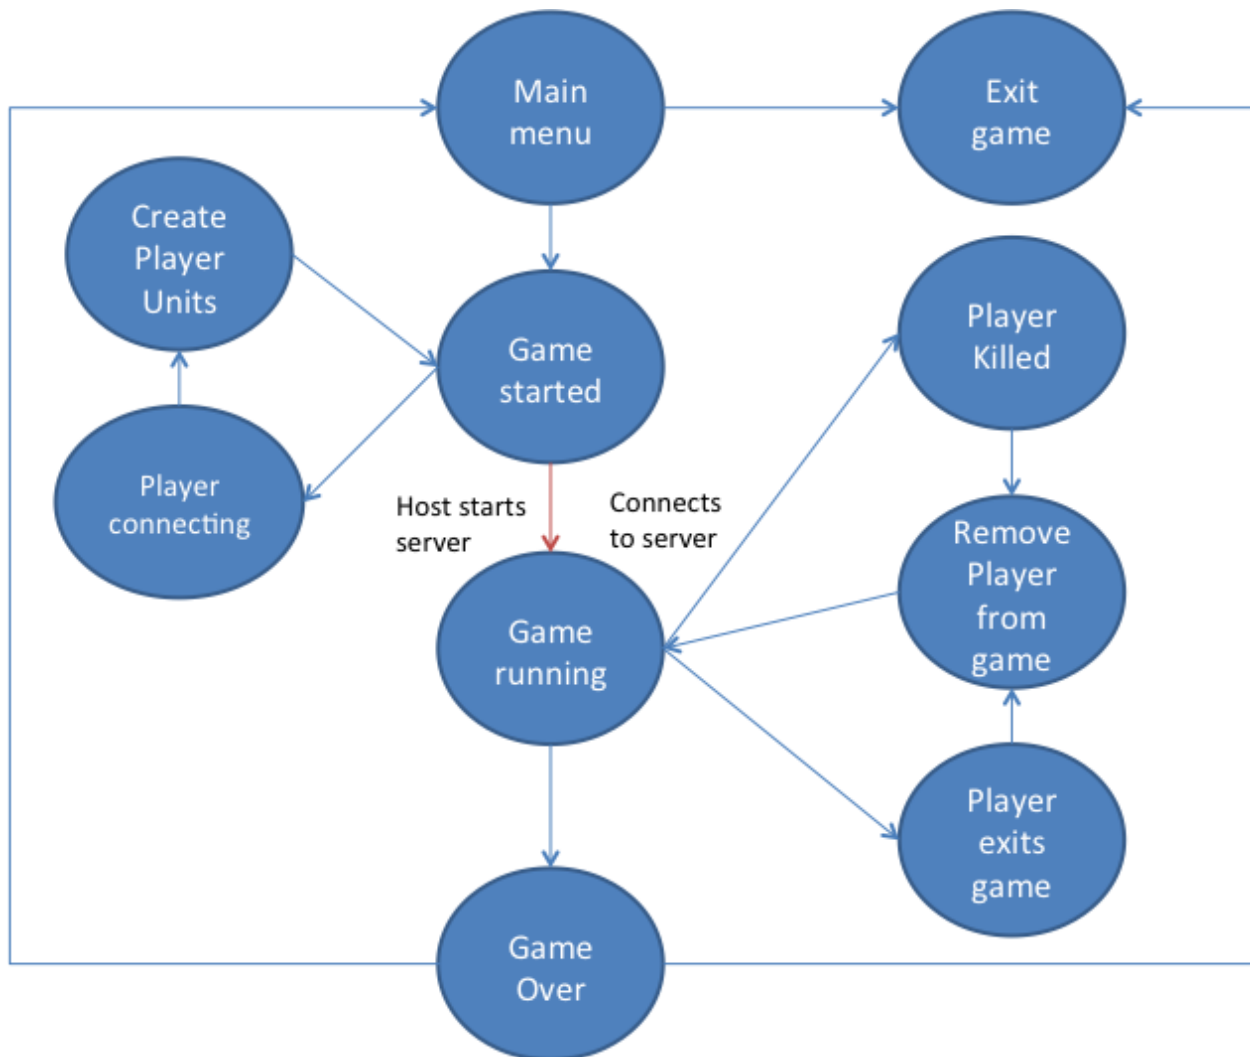 Main
menu
Exit
game
Create
Player
Units
Game
started
Player
Killed
Player
connecting
Host starts
server
Connects
to server
Remove
Player
from
game
Game
running
Player
exits
game
Game
Over